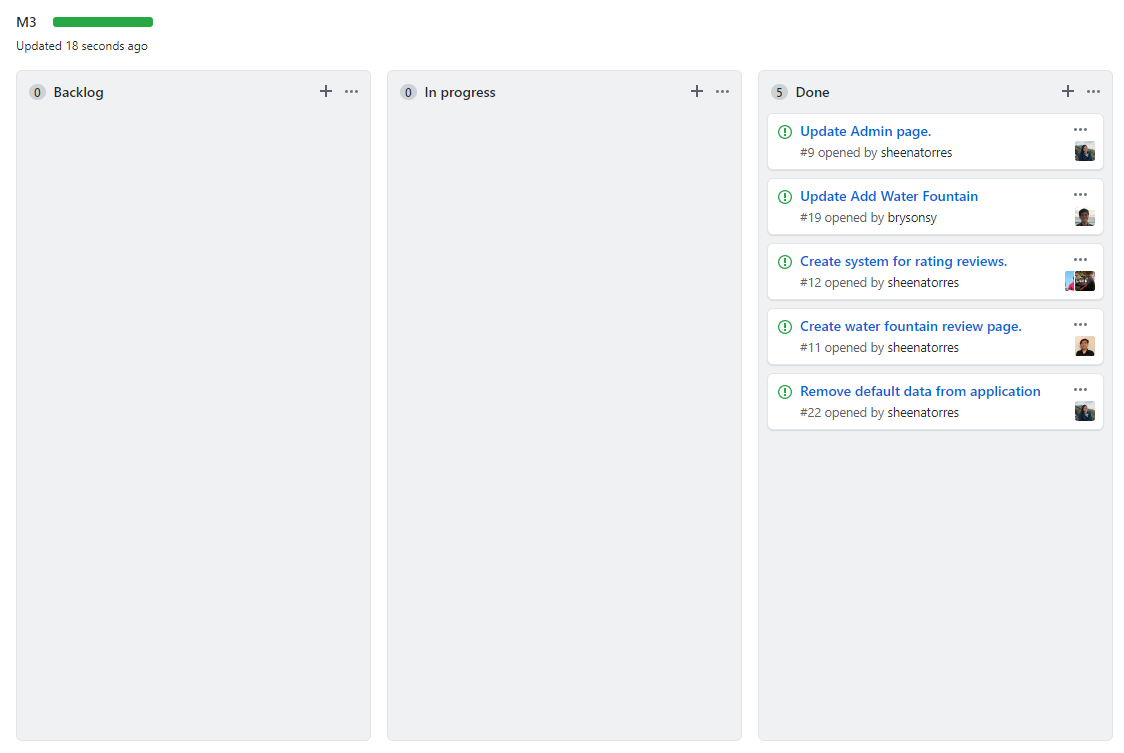 M3
Updated 18 seconds ago
0 Backlog
0 In progress
5 Done
Update Admin page.
#9 opened by sheenatorres
Update Add Water Fountain
#19 opened by brysonsy
Create system for rating reviews.
#12 opened by sheenatorres
Create water fountain review page.
#11 opened by sheenatorres
Remove default data from application
#22 opened by sheenatorres